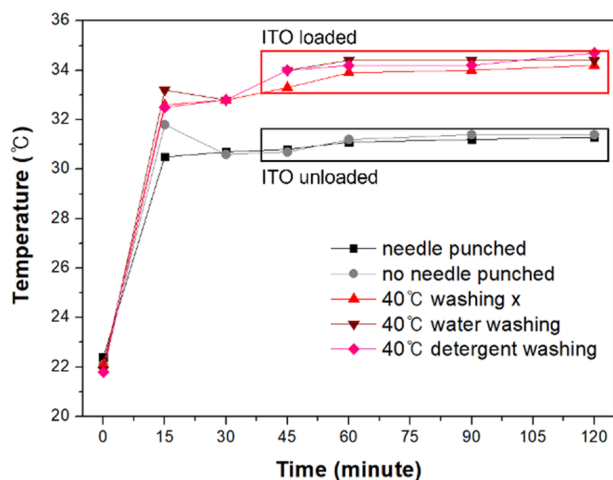 36
34
32
30
28
26
24
22
20
Temperature (℃)
ITO loaded
ITO unloaded
needle punched
no needle punched
40℃ washing x
40℃ water washing
40℃ detergent washing
0 15 30 45 60 75 90 105 120
Time (minute)